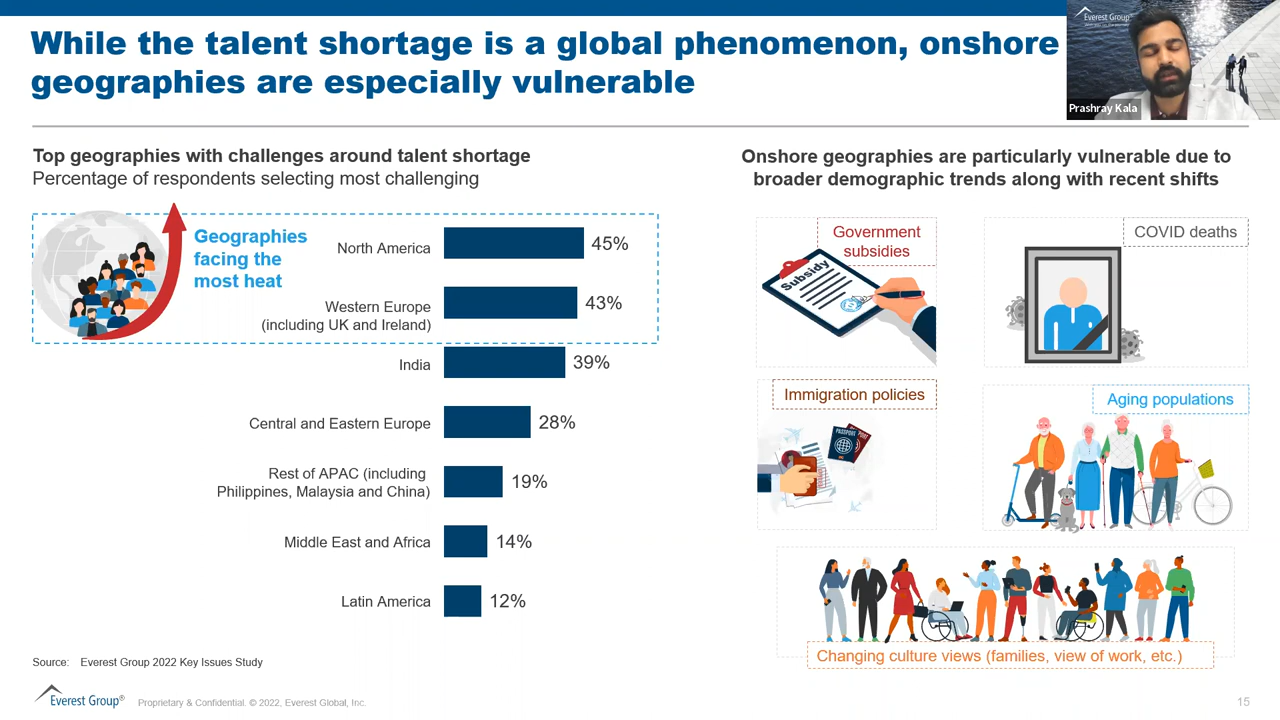 While the talent shortage is a global phenomenon, onshore
geographies are especially vulnerable
Everest Group
Prashray Kala
Top geographies with challenges around talent shortage
Percentage of respondents selecting most challenging
Geographies
facing the
most heat
North America
45%
Western Europe
(including UK and Ireland)
43%
India
39%
Central and Eastern Europe
28%
Rest of APAC (including
Philippines, Malaysia and China)
19%
Middle East and Africa
14%
Latin America
12%
Onshore geographies are particularly vulnerable due to
broader demographic trends along with recent shifts
Government
subsidies
Subsidy
COVID deaths
Immigration policies
PASSPORT
Aging populations
Changing culture views (families, view of work, etc.)
Source: Everest Group 2022 Key Issues Study
Everest Group®
Proprietary & Confidential. © 2022, Everest Global, Inc.
15